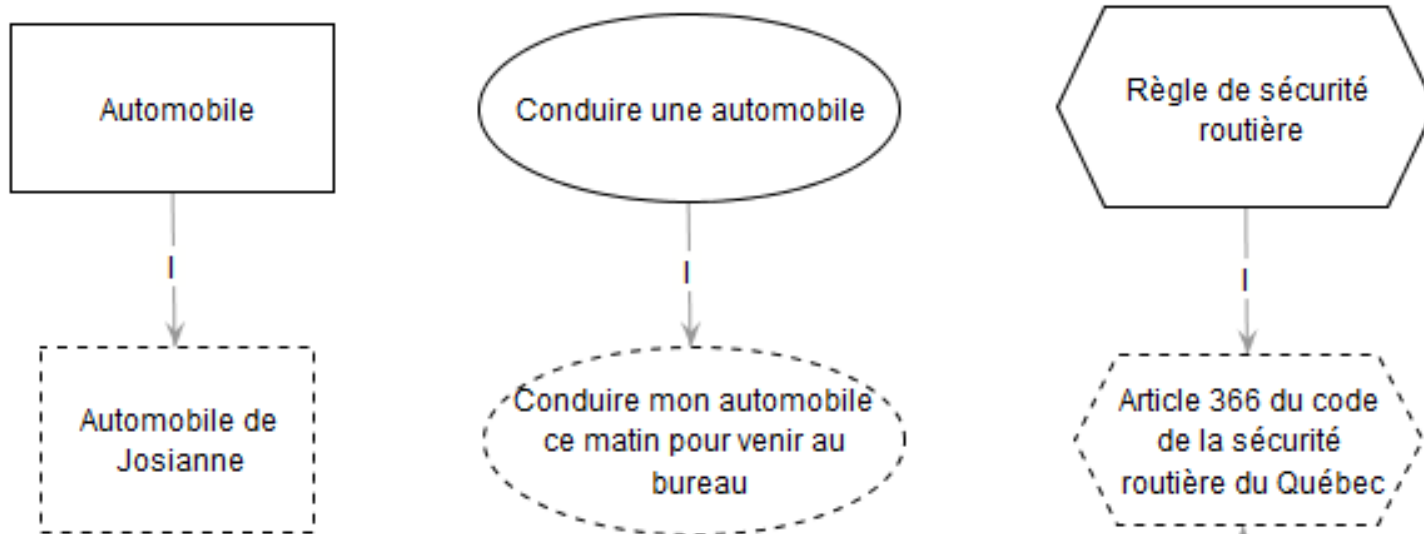 Automobile
Conduire une automobile
Règle de sécurité
routière
I
I
I
Automobile de
Josianne
Conduire mon automobile
ce matin pour venir au
bureau
Article 366 du code
de la sécurité
routière du Québec